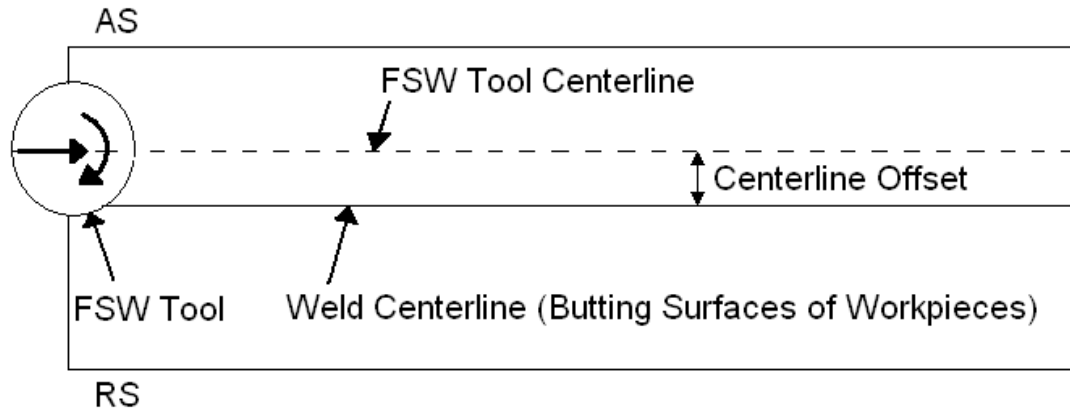 AS
FSW Tool Centerline
Centerline Offset
FSW Tool
Weld Centerline (Butting Surfaces of Workpieces)
RS